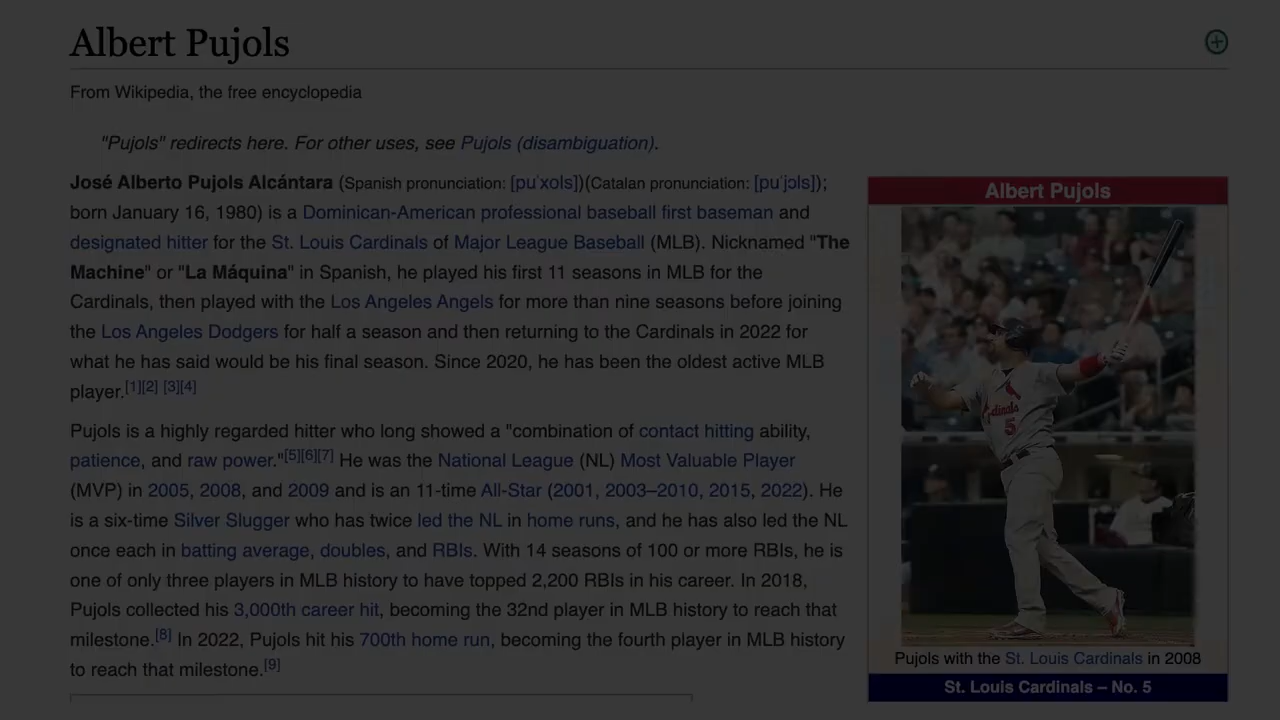 Albert Pujols
From Wikipedia, the free encyclopedia
"Pujols" redirects here. For other uses, see Pujols (disambiguation).
José Alberto Pujols Alcántara (Spanish pronunciation: [puˈxols])(Catalan pronunciation: [puˈjɔls]);
born January 16, 1980) is a Dominican-American professional baseball first baseman and
designated hitter for the St. Louis Cardinals of Major League Baseball (MLB). Nicknamed "The
Machine" or "La Máquina" in Spanish, he played his first 11 seasons in MLB for the
Cardinals, then played with the Los Angeles Angels for more than nine seasons before joining
the Los Angeles Dodgers for half a season and then returning to the Cardinals in 2022 for
what he has said would be his final season. Since 2020, he has been the oldest active MLB
player.[1][2] [3][4]
Pujols is a highly regarded hitter who long showed a "combination of contact hitting ability,
patience, and raw power."[5][6][7] He was the National League (NL) Most Valuable Player
(MVP) in 2005, 2008, and 2009 and is an 11-time All-Star (2001, 2003–2010, 2015, 2022). He
is a six-time Silver Slugger who has twice led the NL in home runs, and he has also led the NL
once each in batting average, doubles, and RBIs. With 14 seasons of 100 or more RBIs, he is
one of only three players in MLB history to have topped 2,200 RBIs in his career. In 2018,
Pujols collected his 3,000th career hit, becoming the 32nd player in MLB history to reach that
milestone.[8] In 2022, Pujols hit his 700th home run, becoming the fourth player in MLB history
to reach that milestone.[9]
Albert Pujols
Cardinals
5
Pujols with the St. Louis Cardinals in 2008
St. Louis Cardinals – No. 5